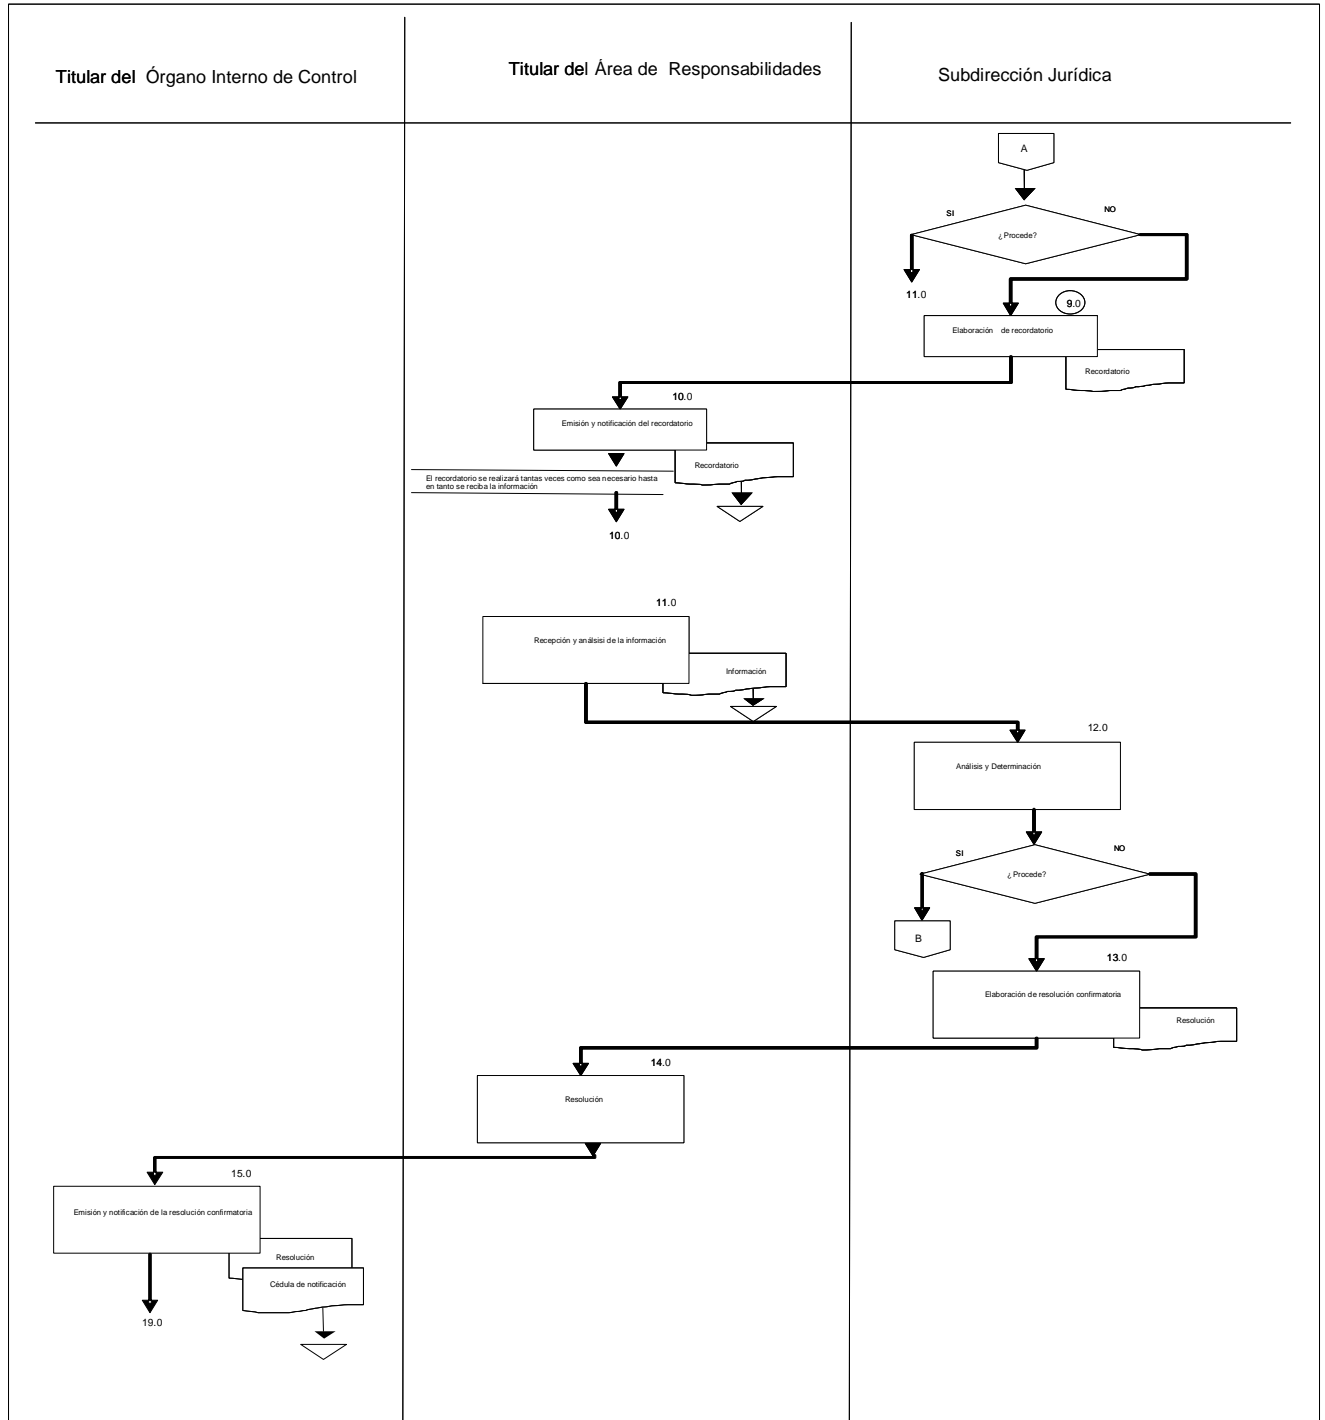 Titular del Órgano Interno de Control
Titular del Área de Responsabilidades
Subdirección Jurídica
A
SI
NO
¿Procede?
11.0
9.0
Elaboración de recordatorio
Recordatorio
10.0
Emisión y notificación del recordatorio
Recordatorio
El recordatorio se realizará tantas veces como sea necesario hasta
en tanto se reciba la información
10.0
11.0
Recepción y análsisi de la información
Información
12.0
Análisis y Determinación
SI
NO
¿Procede?
B
13.0
Elaboración de resolución confirmatoria
Resolución
14.0
Resolución
15.0
Emisión y notificación de la resolución confirmatoria
Resolución
Cédula de notificación
19.0